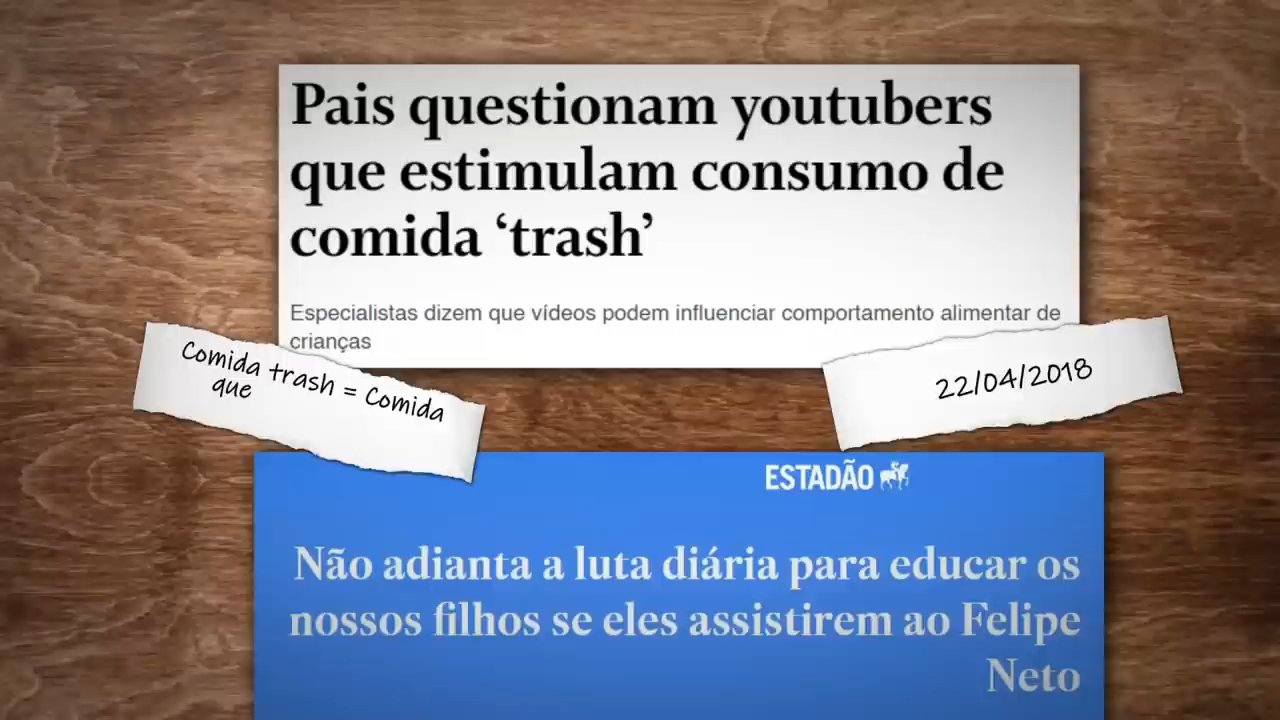 Pais questionam youtubers
que estimulam consumo de
comida ‘trash’
Especialistas dizem que vídeos podem influenciar comportamento alimentar de
crianças
Comida trash = Comida
que
22/04/2018
ESTADÃO
Não adianta a luta diária para educar os
nossos filhos se eles assistirem ao Felipe
Neto